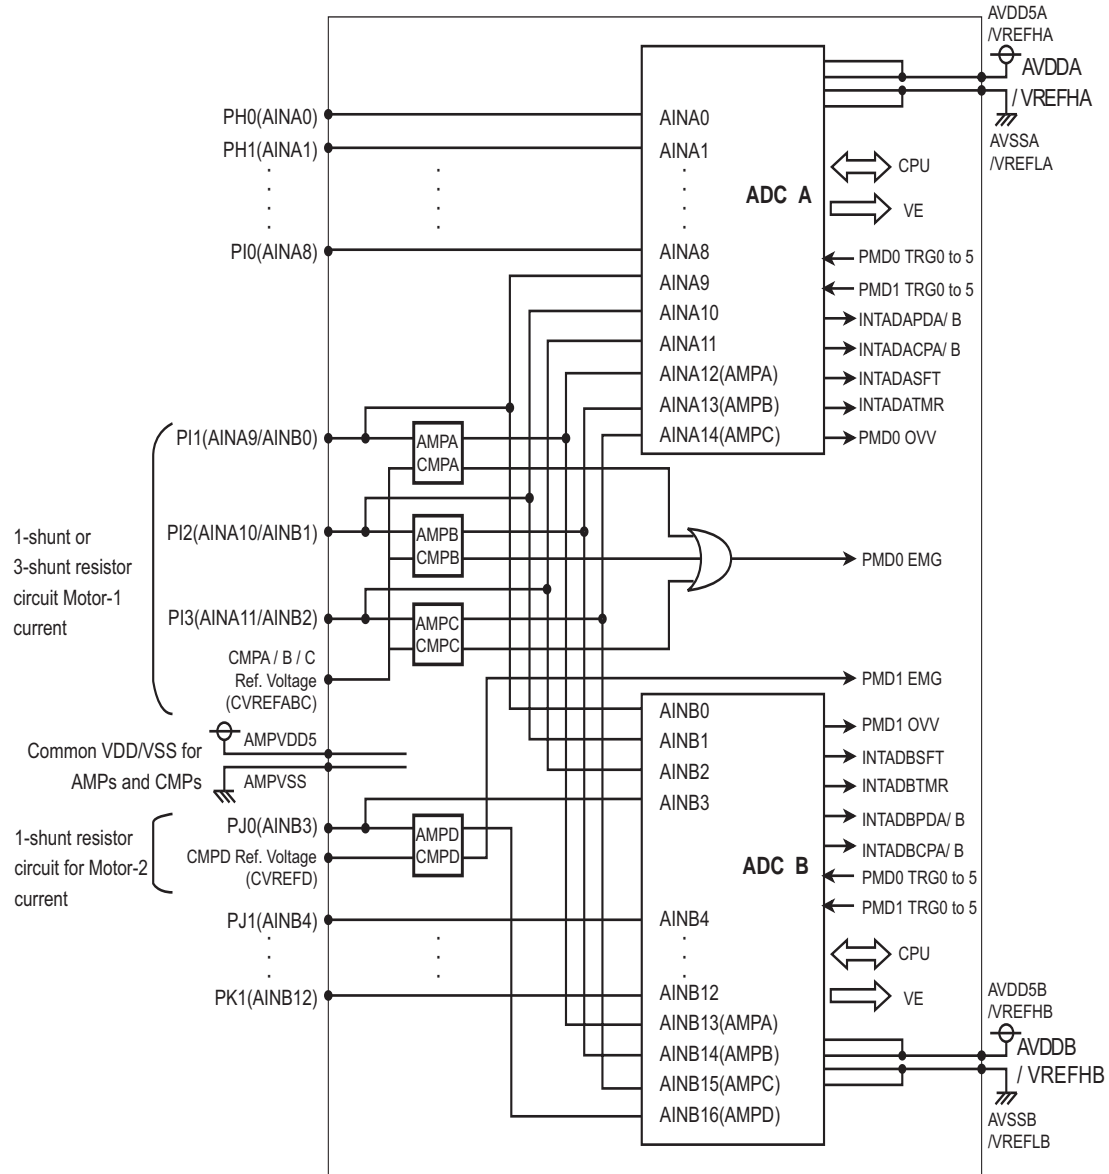 AVDD5A
/VREFHA
AVDDA
/ VREFHA
AVSSA
/VREFLA
PH0(AINA0)
PH1(AINA1)
PI0(AINA8)
AINA0
AINA1
AINA8
AINA9
AINA10
AINA11
AINA12(AMPA)
AINA13(AMPB)
AINA14(AMPC)
ADC A
CPU
VE
PMD0 TRG0 to 5
PMD1 TRG0 to 5
INTADAPDA/ B
INTADACPA/ B
INTADASFT
INTADATMR
PMD0 OVV
1-shunt or
3-shunt resistor
circuit Motor-1
current
PI1(AINA9/AINB0)
AMPA
CMPA
PI2(AINA10/AINB1)
AMPB
CMPB
PI3(AINA11/AINB2)
AMPC
CMPC
CMPA / B / C
Ref. Voltage
(CVREFABC)
PMD0 EMG
PMD1 EMG
Common VDD/VSS for
AMPs and CMPs
AMPVDD5
AMPVSS
1-shunt resistor
circuit for Motor-2
current
PJ0(AINB3)
CMPD Ref. Voltage
(CVREFD)
AMPD
CMPD
PJ1(AINB4)
PK1(AINB12)
AINB0
AINB1
AINB2
AINB3
AINB4
AINB12
AINB13(AMPA)
AINB14(AMPB)
AINB15(AMPC)
AINB16(AMPD)
ADC B
PMD1 OVV
INTADBSFT
INTADBTMR
INTADBPDA/ B
INTADBCPA/ B
PMD0 TRG0 to 5
PMD1 TRG0 to 5
CPU
VE
AVDD5B
/VREFHB
AVDDB
/ VREFHB
AVSSB
/VREFLB